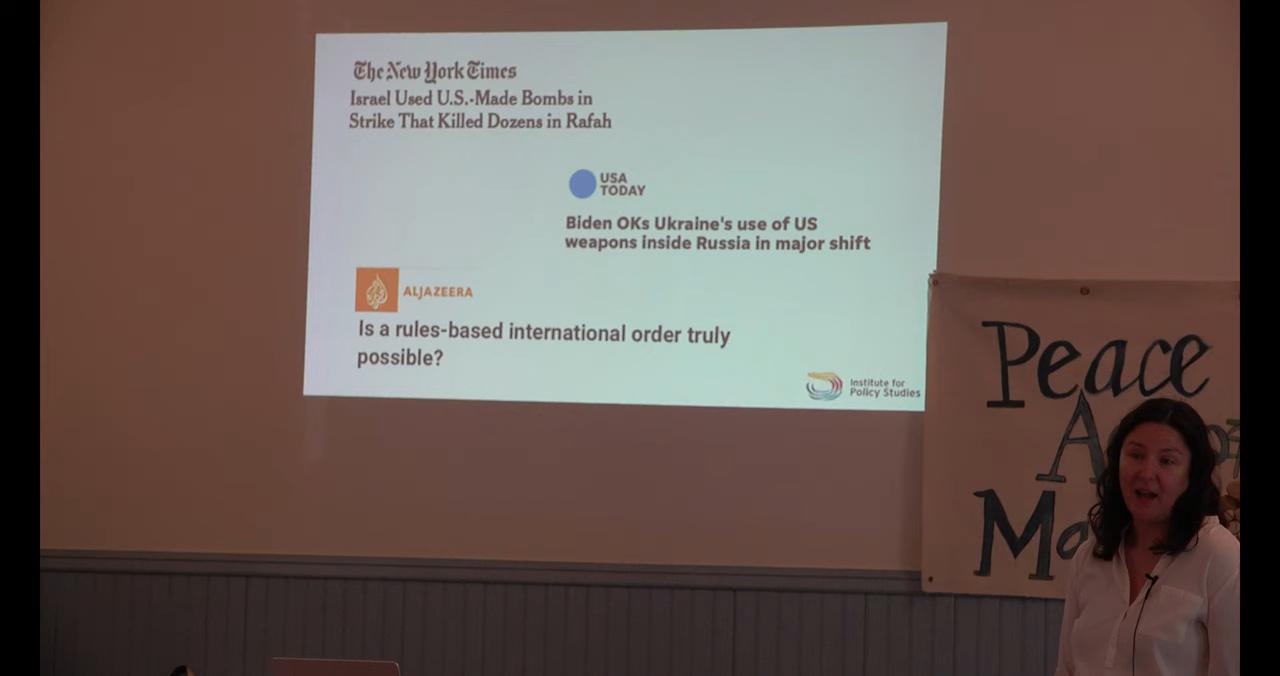 The New York Times
Israel Used U.S.-Made Bombs in
Strike That Killed Dozens in Rafah
USA
TODAY
Biden OKs Ukraine's use of US
weapons inside Russia in major shift
ALJAZEERA
Is a rules-based international order truly
possible?
Institute for
Policy Studies
Peace